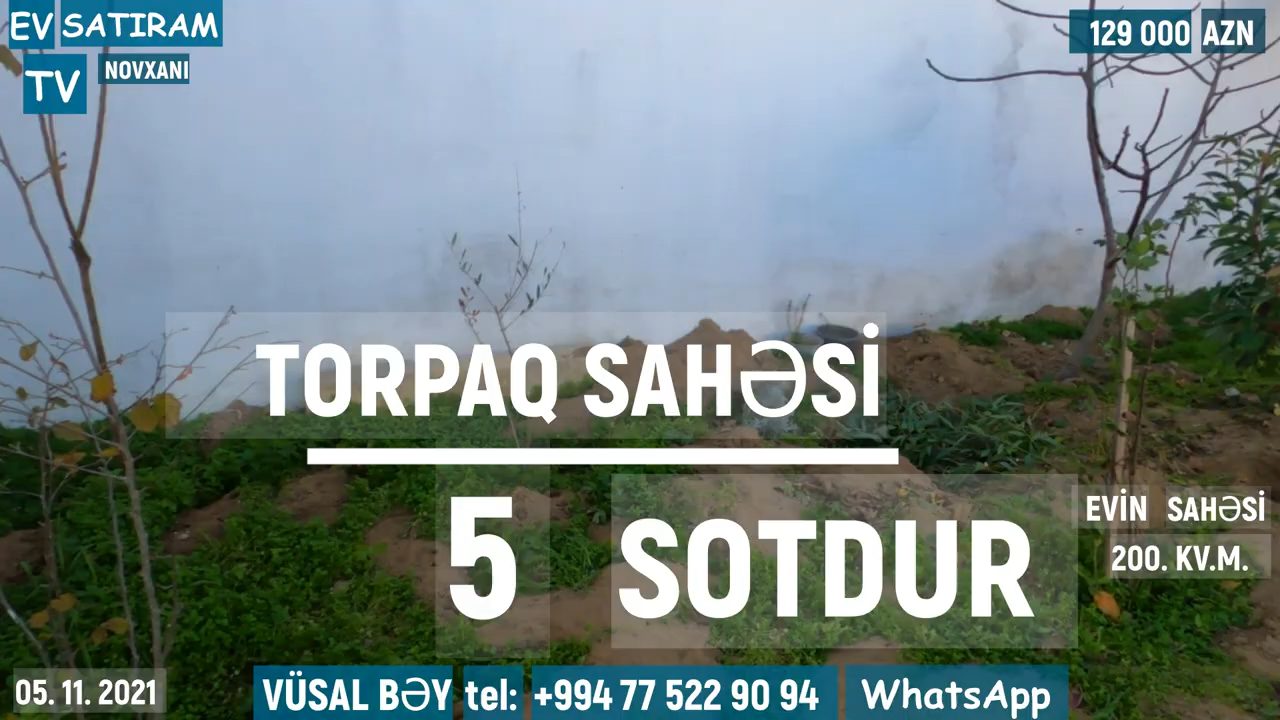 EV SATIRAM
TV NOVXANI
129 000 AZN
TORPAQ SAHƏSİ
5 SOTDUR
EVİN SAHƏSİ
200. KV.M.
05. 11. 2021
VÜSAL BƏY tel: +994 77 522 90 94 WhatsApp